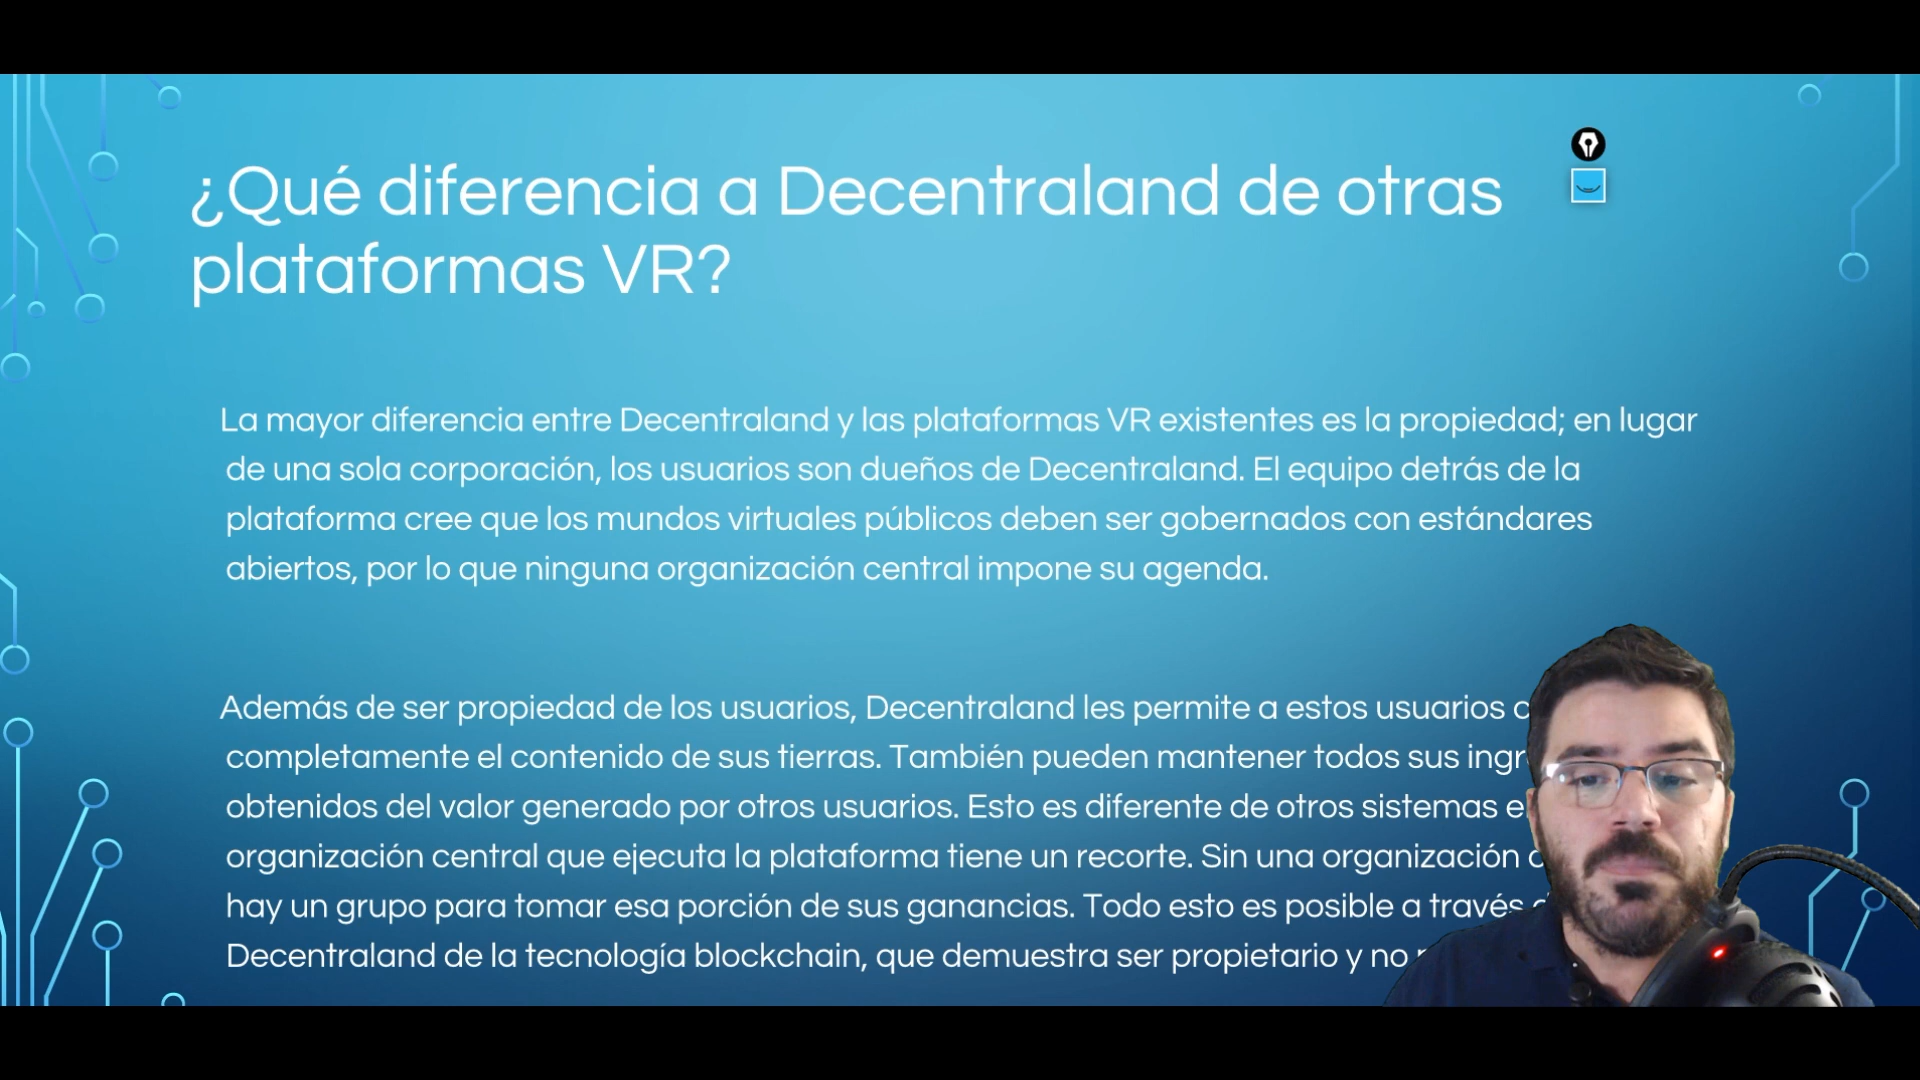 ¿Qué diferencia a Decentraland de otras
plataformas VR?
La mayor diferencia entre Decentraland y las plataformas VR existentes es la propiedad; en lugar
de una sola corporación, los usuarios son dueños de Decentraland. El equipo detrás de la
plataforma cree que los mundos virtuales públicos deben ser gobernados con estándares
abiertos, por lo que ninguna organización central impone su agenda.
Además de ser propiedad de los usuarios, Decentraland les permite a estos usuarios
completamente el contenido de sus tierras. También pueden mantener todos sus
obtenidos del valor generado por otros usuarios. Esto es diferente de otros sistemas
organización central que ejecuta la plataforma tiene un recorte. Sin una organización
hay un grupo para tomar esa porción de sus ganancias. Todo esto es posible a través
Decentraland de la tecnología blockchain, que demuestra ser propietario y no